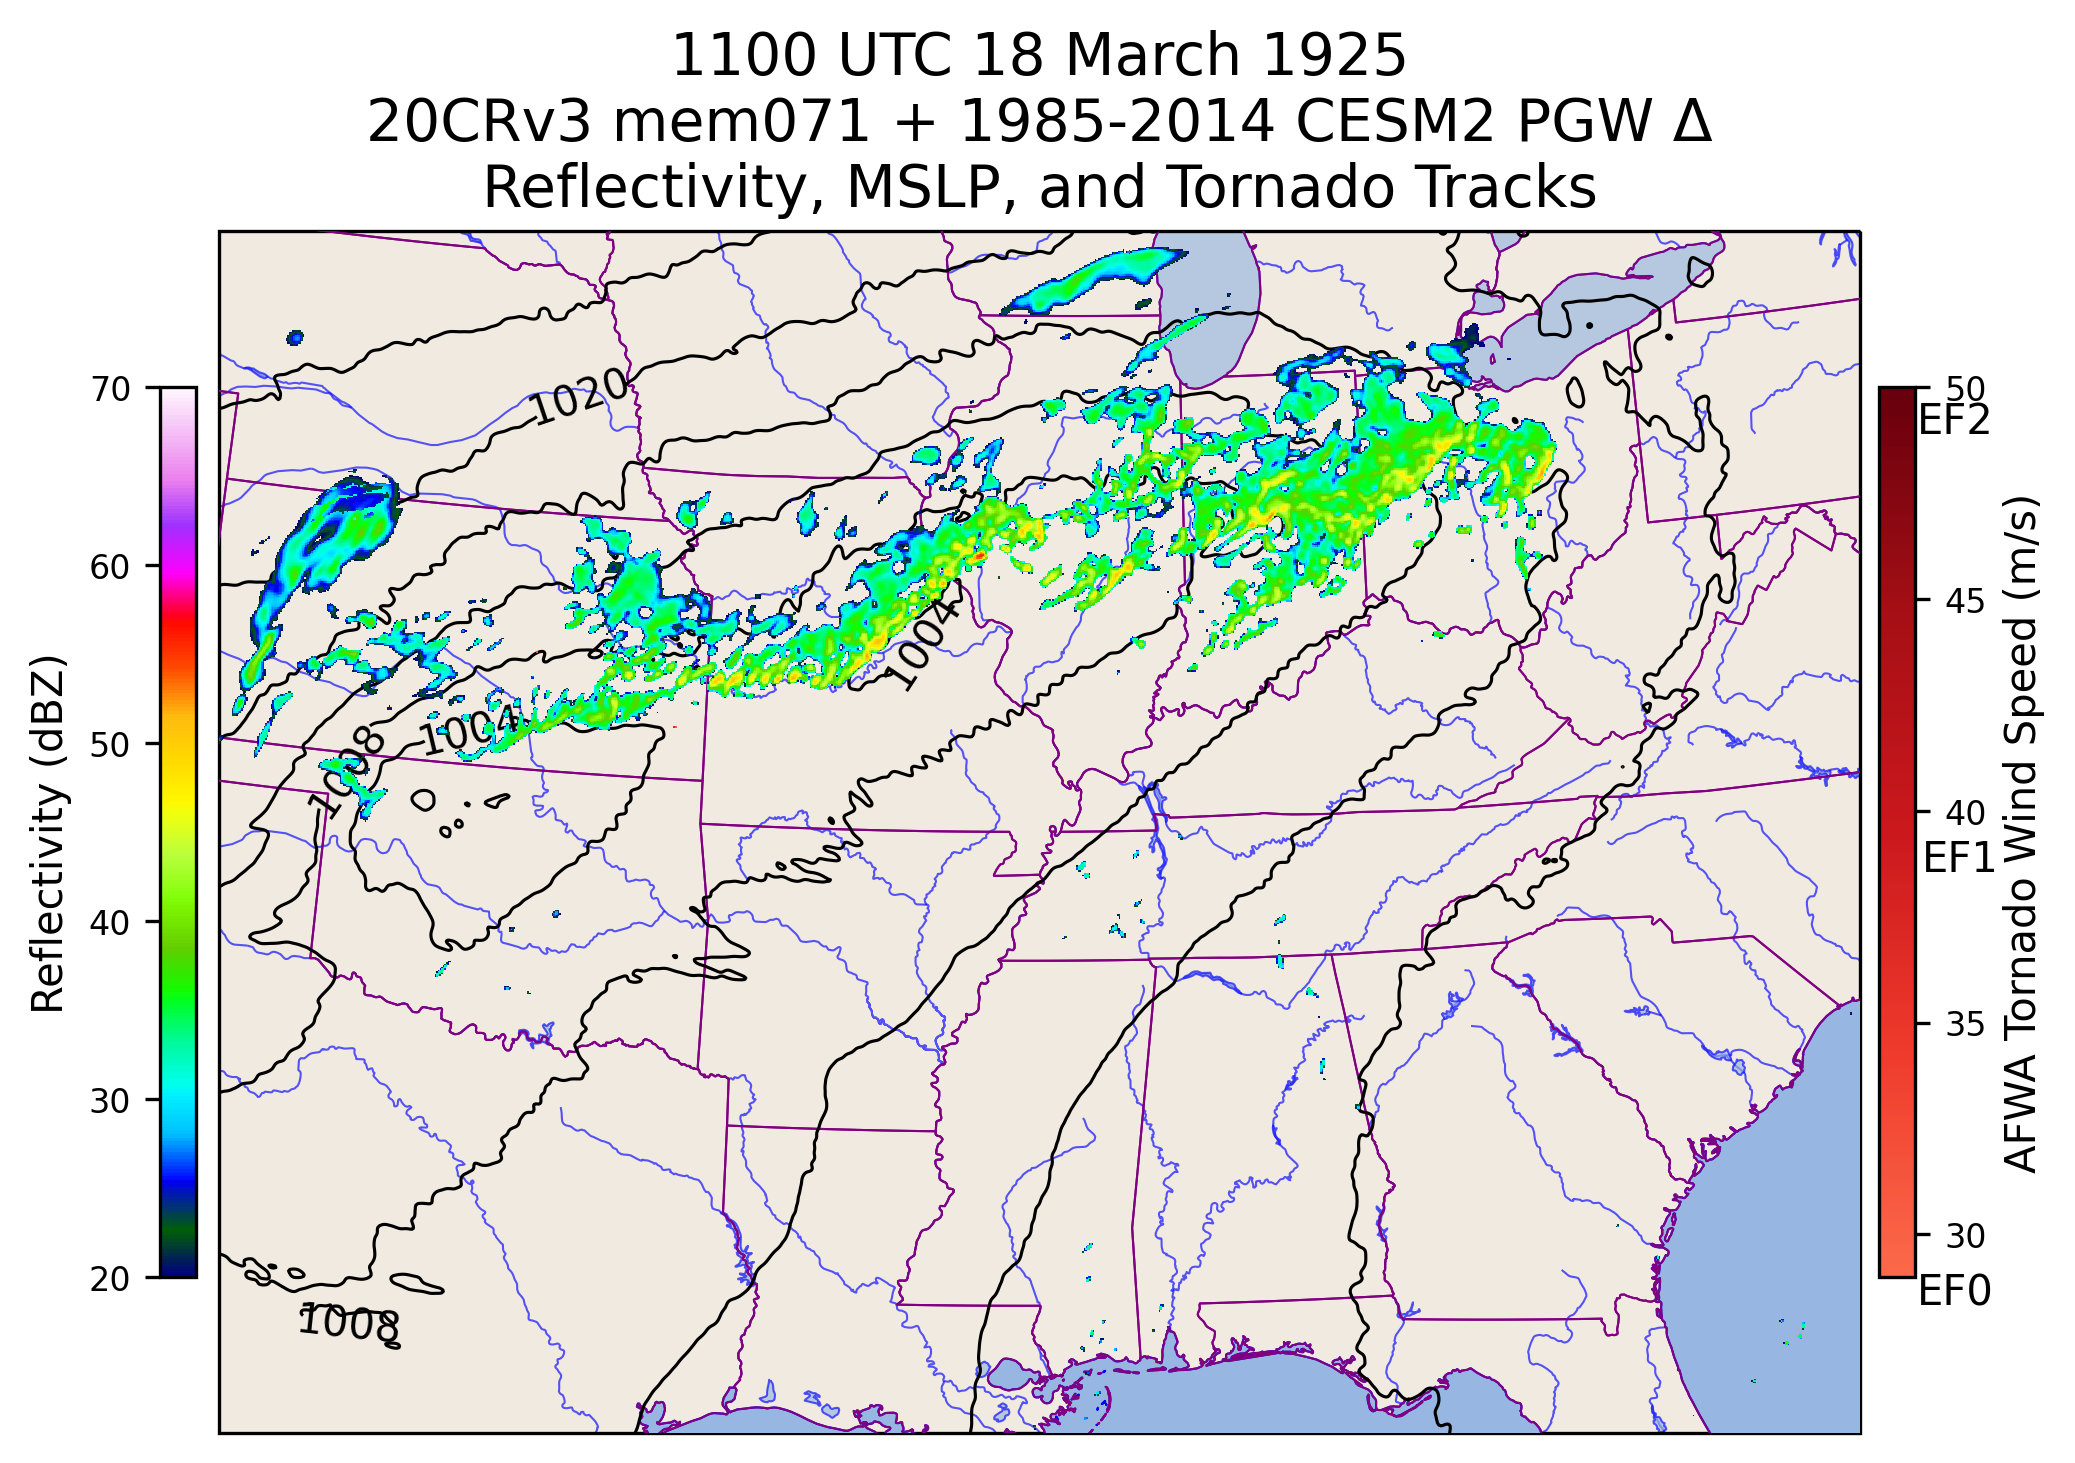 1100 UTC 18 March 1925
20CRv3 mem071 + 1985-2014 CESM2 PGW Δ
Reflectivity, MSLP, and Tornado Tracks
Reflectivity (dBZ)
70
60
50
40
30
20
1020
1004
1004
1008
1008
50
EF2
45
40
EF1
35
30
EF0
AFWA Tornado Wind Speed (m/s)